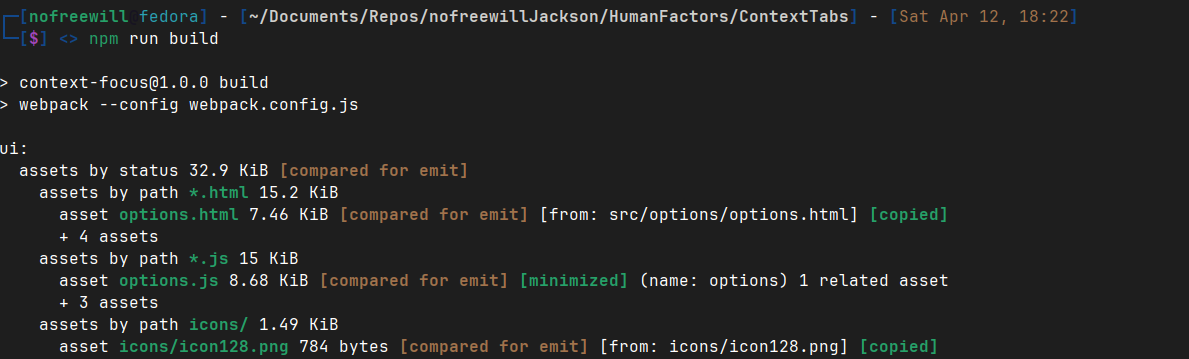 [nofreewill@fedora] - [~/Documents/Repos/nofreewillJackson/HumanFactors/ContextTabs] - [Sat Apr 12, 18:22]
[$] <> npm run build
> context-focus@1.0.0 build
> webpack --config webpack.config.js
ui:
assets by status 32.9 KiB [compared for emit]
assets by path *.html 15.2 KiB
asset options.html 7.46 KiB [compared for emit] [from: src/options/options.html] [copied]
+ 4 assets
assets by path *.js 15 KiB
asset options.js 8.68 KiB [compared for emit] [minimized] (name: options) 1 related asset
+ 3 assets
assets by path icons/ 1.49 KiB
asset icons/icon128.png 784 bytes [compared for emit] [from: icons/icon128.png] [copied]